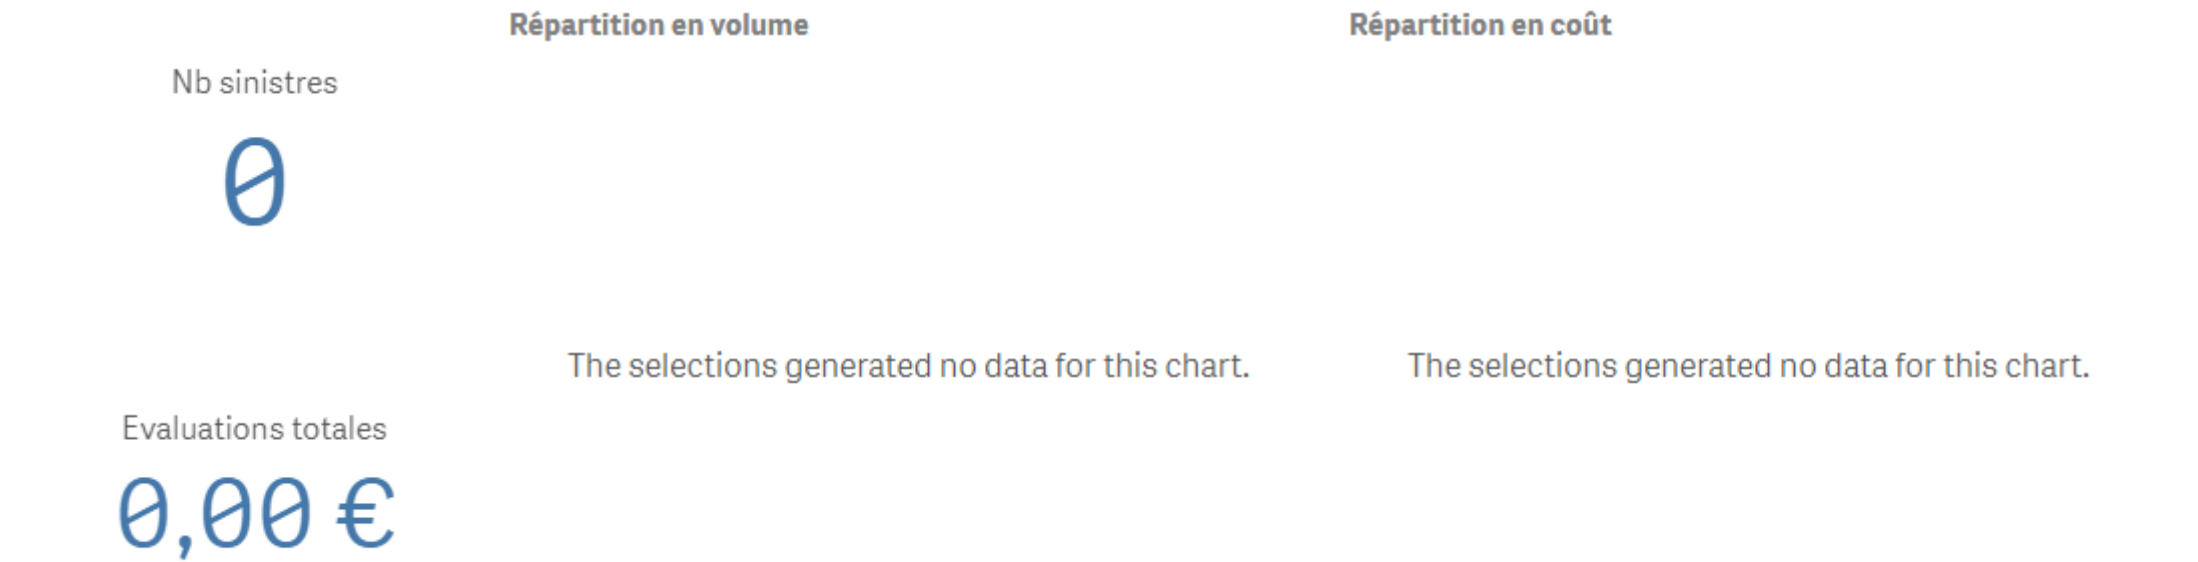 Répartition en volume
Répartition en coût
Nb sinistres
0
The selections generated no data for this chart.
The selections generated no data for this chart.
Evaluations totales
0,00 €